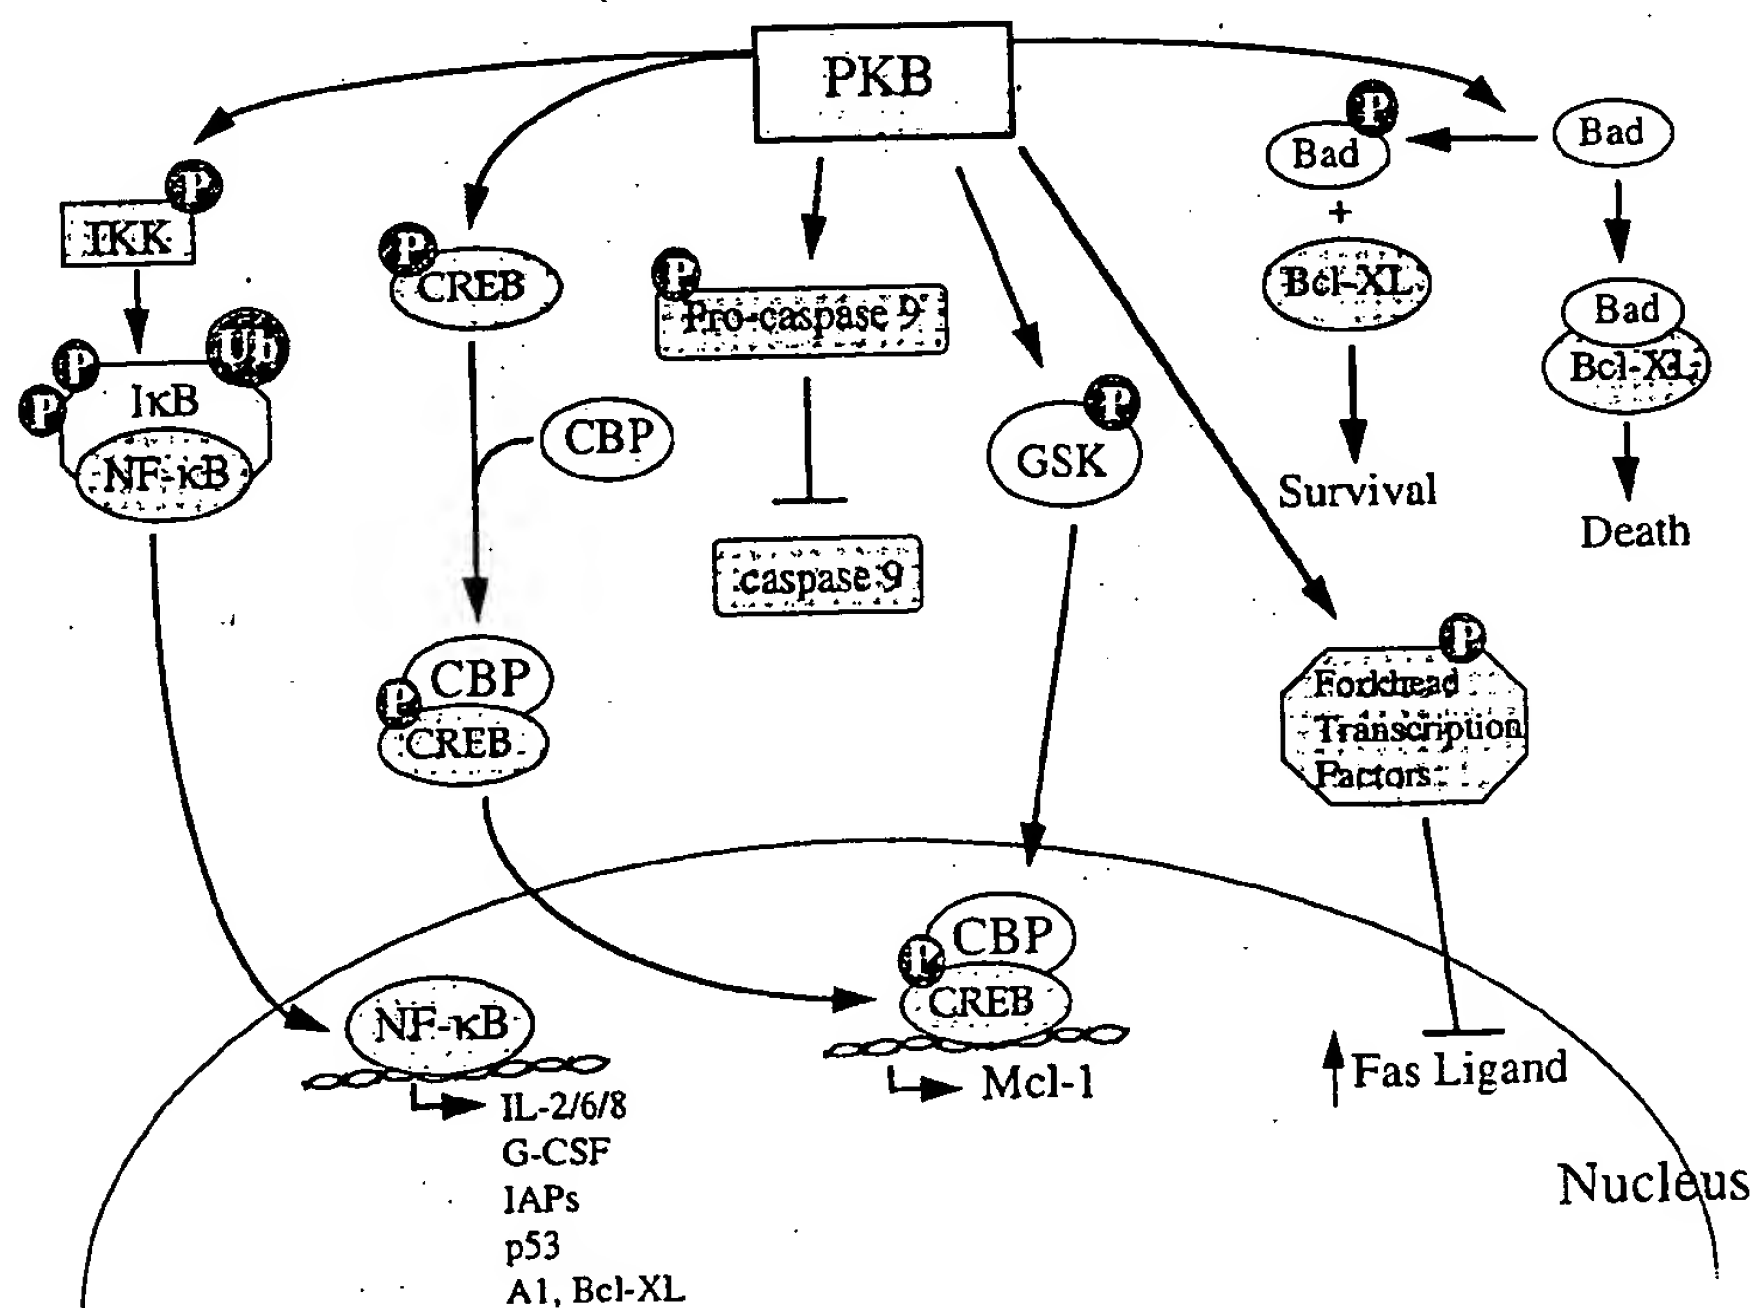 PKB
P
Bad
Bad
P
IKK
+
P
CREB
P
Pro-caspase 9
Bcl-XL
Bad
Bcl-XL
Ub
P
P
IκB
NF-κB
CBP
P
GSK
Survival
Death
caspase 9
CBP
P
CREB
P
Forkhead
Transcription
Factors
CBP
P
CREB
NF-κB
Mcl-1
Fas Ligand
IL-2/6/8
G-CSF
IAPs
p53
A1, Bcl-XL
Nucleus